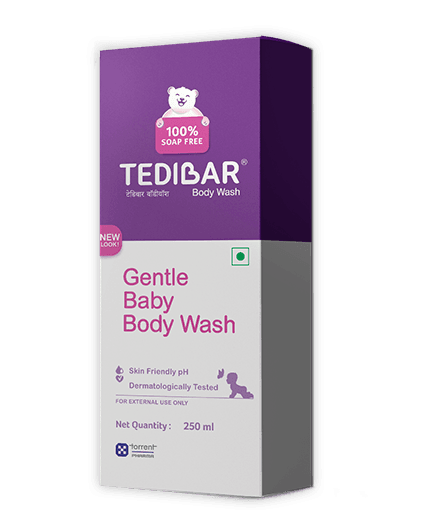 100%
SOAP FREE
TEDIBAR®
टेडिबार बॉडीवॉश Body Wash
NEW
LOOK!
Gentle
Baby
Body Wash
Skin Friendly pH
Dermatologically Tested
FOR EXTERNAL USE ONLY
Net Quantity : 250 ml
torrent
PHARMA